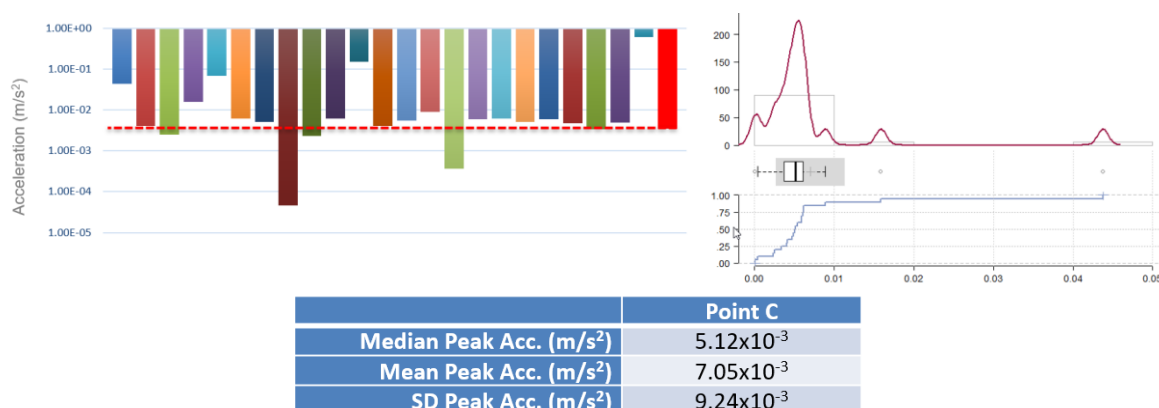 Acceleration (m/s²)
1.00E+00
1.00E-01
1.00E-02
1.00E-03
1.00E-04
1.00E-05
200
150
100
50
0
1.00
.75
.50
.25
.00
0.00 0.01 0.02 0.03 0.04 0.05
Point C
Median Peak Acc. (m/s²) 5.12x10⁻³
Mean Peak Acc. (m/s²) 7.05x10⁻³
SD Peak Acc. (m/s²) 9.24x10⁻³